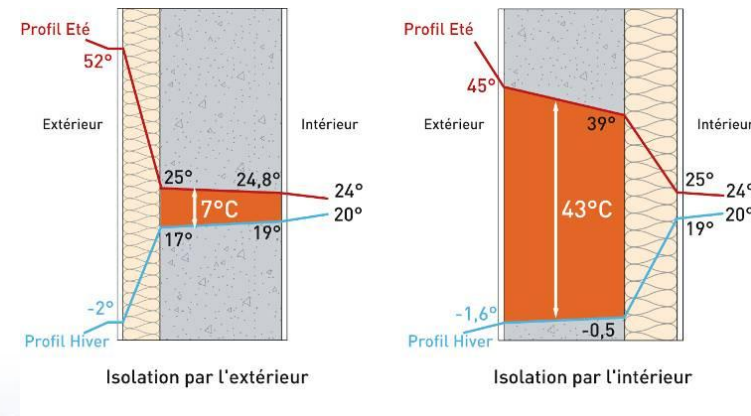 Profil Eté
52°
Extérieur
Intérieur
25°
24,8°
24°
7°C
20°
17°
19°
-2°
Profil Hiver
Isolation par l'extérieur
Profil Eté
45°
39°
Extérieur
Intérieur
25°
24°
43°C
20°
19°
-1,6°
-0,5
Profil Hiver
Isolation par l'intérieur